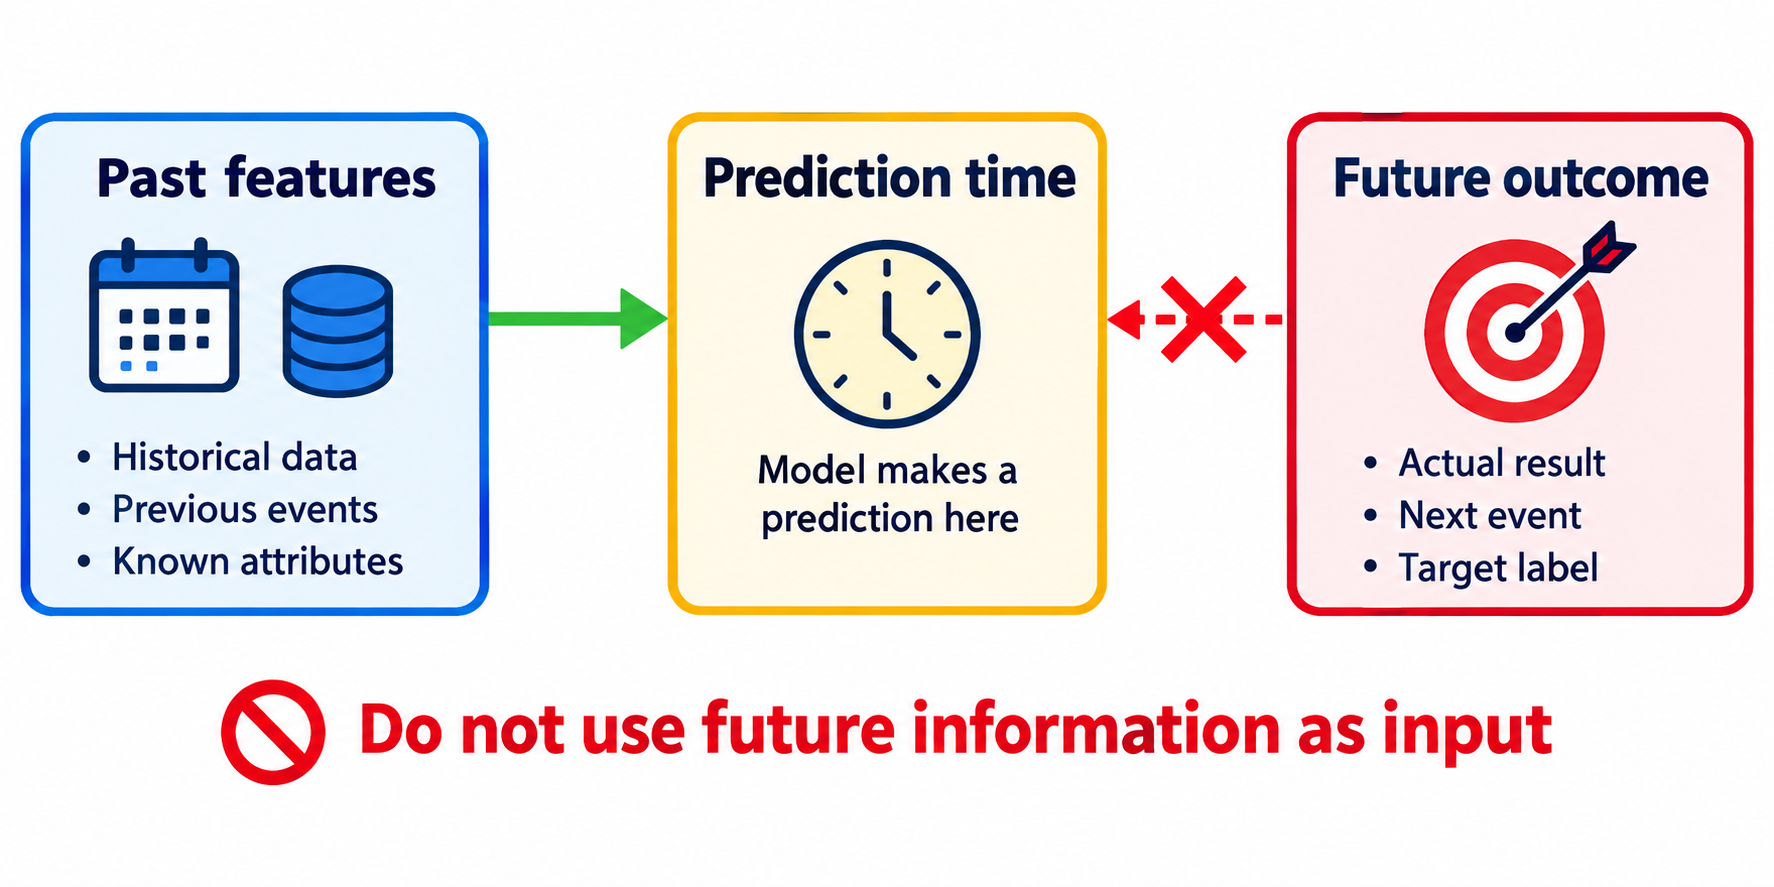 Past features
• Historical data
• Previous events
• Known attributes
Prediction time
Model makes a
prediction here
Future outcome
• Actual result
• Next event
• Target label
Do not use future information as input